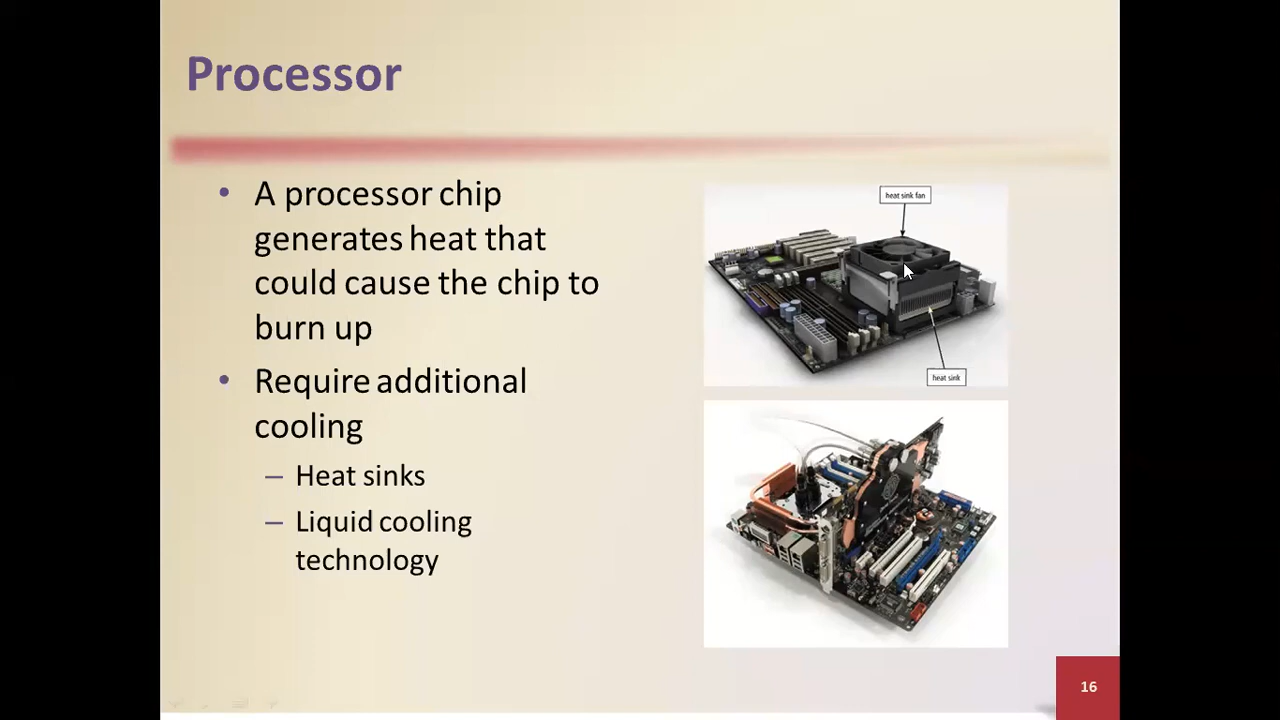 Processor
• A processor chip
generates heat that
could cause the chip to
burn up
• Require additional
cooling
– Heat sinks
– Liquid cooling
technology
heat sink fan
heat sink
16